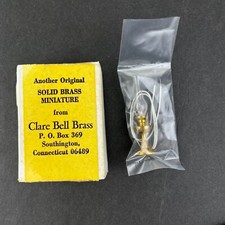 Another Original
SOLID BRASS
MINIATURE
from
Clare Bell Brass
P. O. Box 369
Southington,
Connecticut 06489